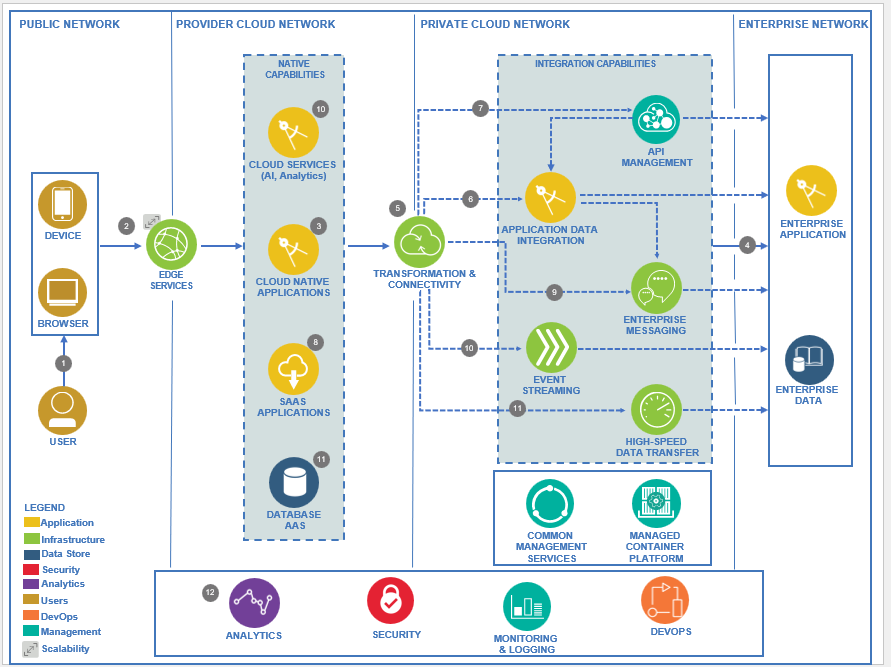 PUBLIC NETWORK
PROVIDER CLOUD NETWORK
PRIVATE CLOUD NETWORK
ENTERPRISE NETWORK
NATIVE
CAPABILITIES
INTEGRATION CAPABILITIES
10
CLOUD SERVICES
(AI, Analytics)
7
API
MANAGEMENT
DEVICE
BROWSER
1
USER
2
EDGE
SERVICES
3
CLOUD NATIVE
APPLICATIONS
8
SAAS
APPLICATIONS
11
DATABASE
AAS
5
TRANSFORMATION &
CONNECTIVITY
6
APPLICATION DATA
INTEGRATION
9
ENTERPRISE
MESSAGING
10
EVENT
STREAMING
11
HIGH-SPEED
DATA TRANSFER
4
ENTERPRISE
APPLICATION
ENTERPRISE
DATA
COMMON
MANAGEMENT
SERVICES
MANAGED
CONTAINER
PLATFORM
LEGEND
Application
Infrastructure
Data Store
Security
Analytics
Users
DevOps
Management
Scalability
12
ANALYTICS
SECURITY
MONITORING
& LOGGING
DEVOPS